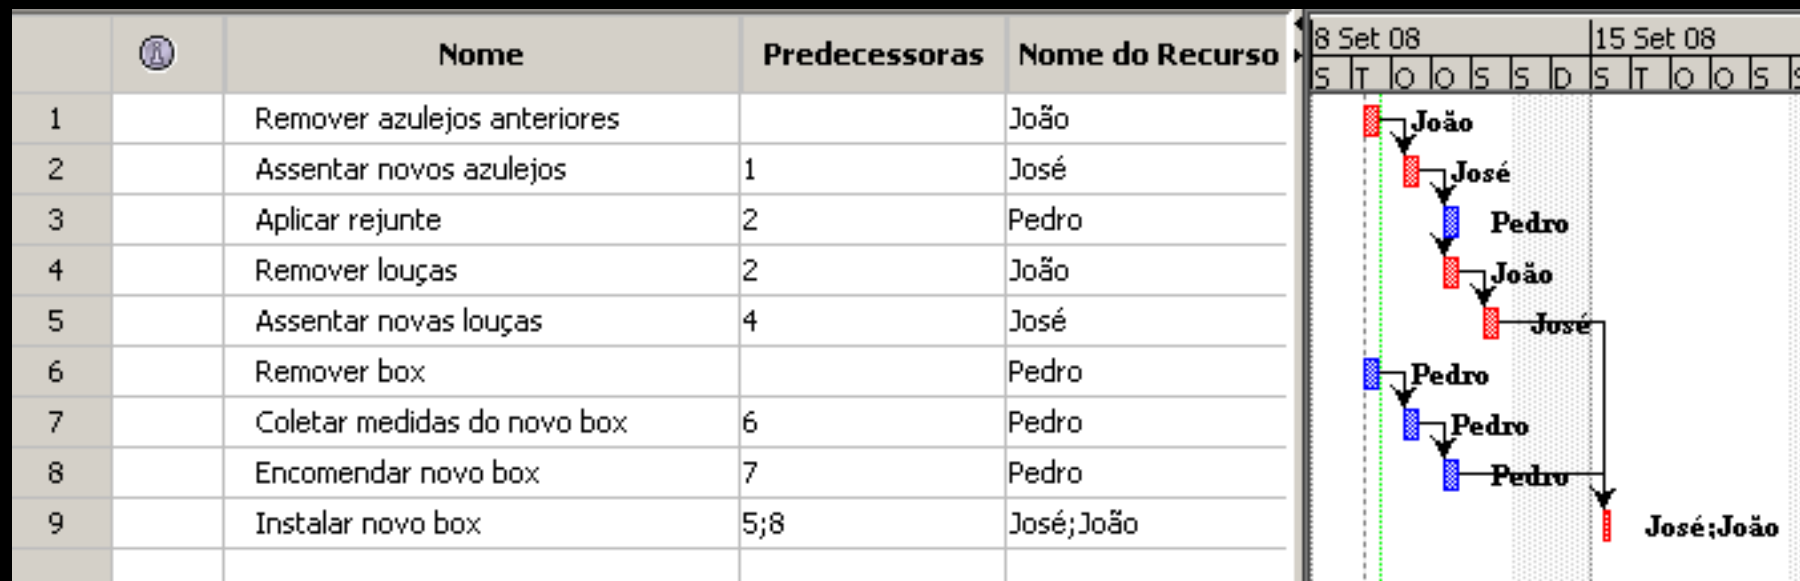 Nome Predecessoras Nome do Recurso 8 Set 08 15 Set 08
S T Q Q S S D S T Q Q S S
1 Remover azulejos anteriores João João
2 Assentar novos azulejos 1 José José
3 Aplicar rejunte 2 Pedro Pedro
4 Remover louças 2 João João
5 Assentar novas louças 4 José José
6 Remover box Pedro Pedro
7 Coletar medidas do novo box 6 Pedro Pedro
8 Encomendar novo box 7 Pedro Pedro
9 Instalar novo box 5;8 José;João José;João